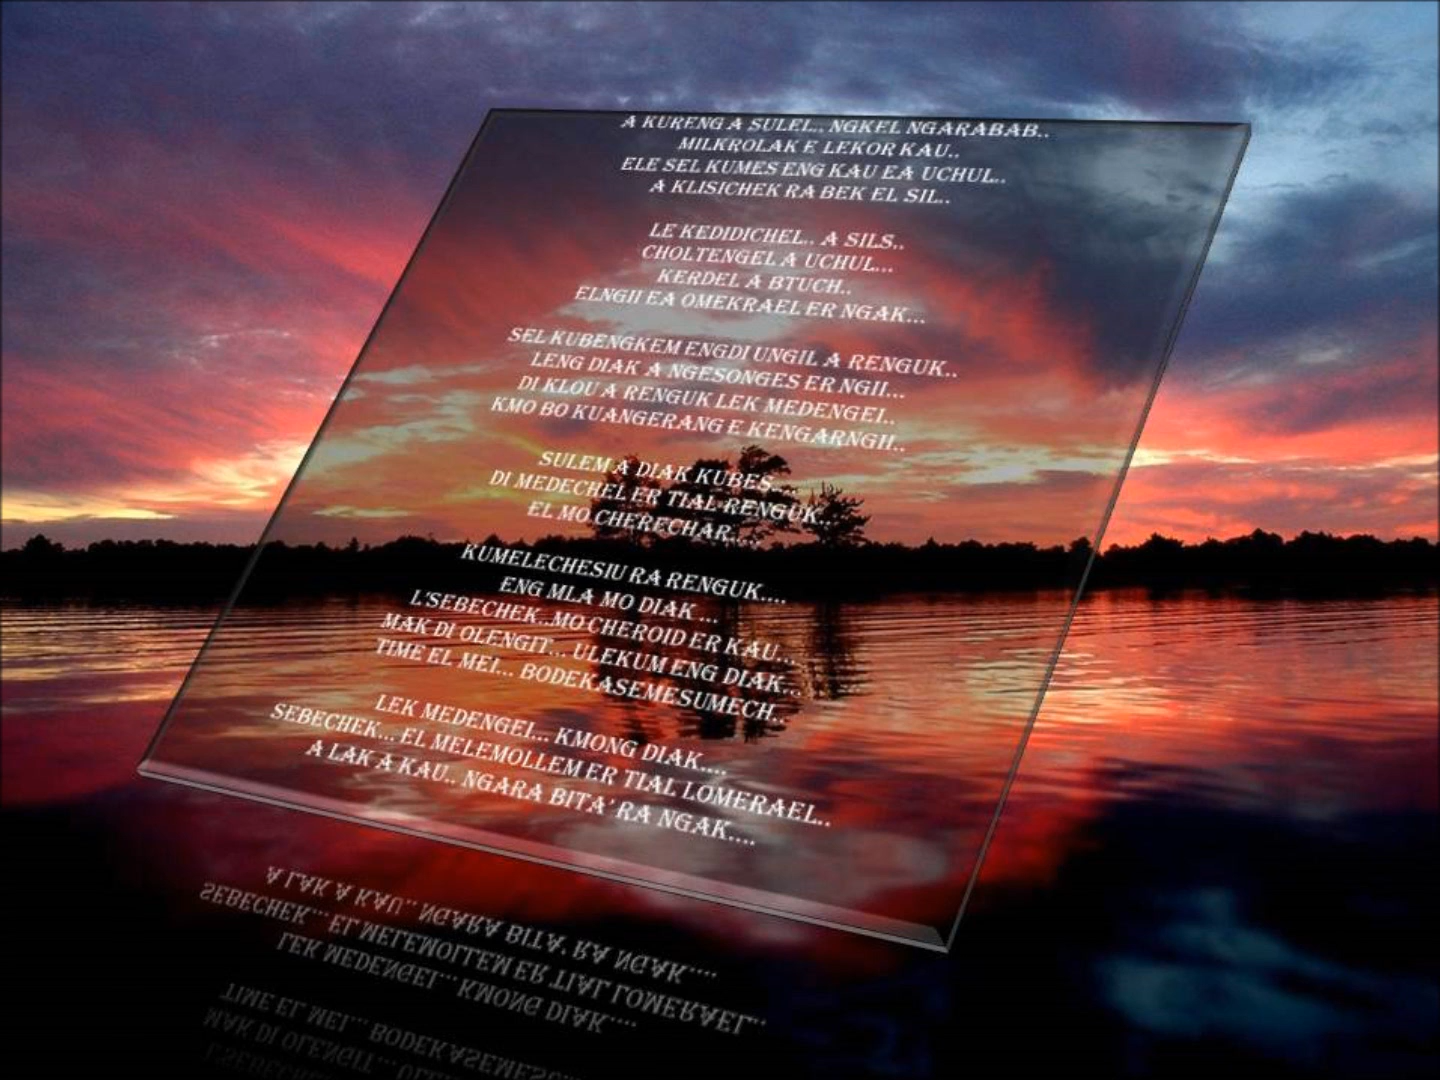 A KURENG A SULEL.. NGKEL NGARABAB..
MILKROLAK E LEKOR KAU..
ELE SEL KUMES ENG KAU EA UCHUL..
A KLISICHEK RA BEK EL SIL..
LE KEDIDICHEL.. A SILS..
CHOLTENGEL A UCHUL...
KERDEL A BTUCH..
ELNGII EA OMEKRAEL ER NGAK...
SEL KUBENGKEM ENGDI UNGIL A RENGUK..
LENG DIAK A NGESONGES ER NGII...
DI KLOU A RENGUK LEK MEDENGEI..
KMO BO KUANGERANG E KENGARNGII..
SULEM A DIAK KUBES....
DI MEDECHEL ER TIAL RENGUK...
EL MO CHERECHAR.....
KUMELECHESIU RA RENGUK....
ENG MLA MO DIAK ...
L'SEBECHEK..MO CHEROID ER KAU...
MAK DI OLENGIT... ULEKUM ENG DIAK...
TIME EL MEI... BODEKASEMESUMECH..
LEK MEDENGEI... KMONG DIAK....
SEBECHEK... EL MELEMOLLEM ER TIAL LOMERAEL..
A LAK A KAU.. NGARA BITA' RA NGAK....